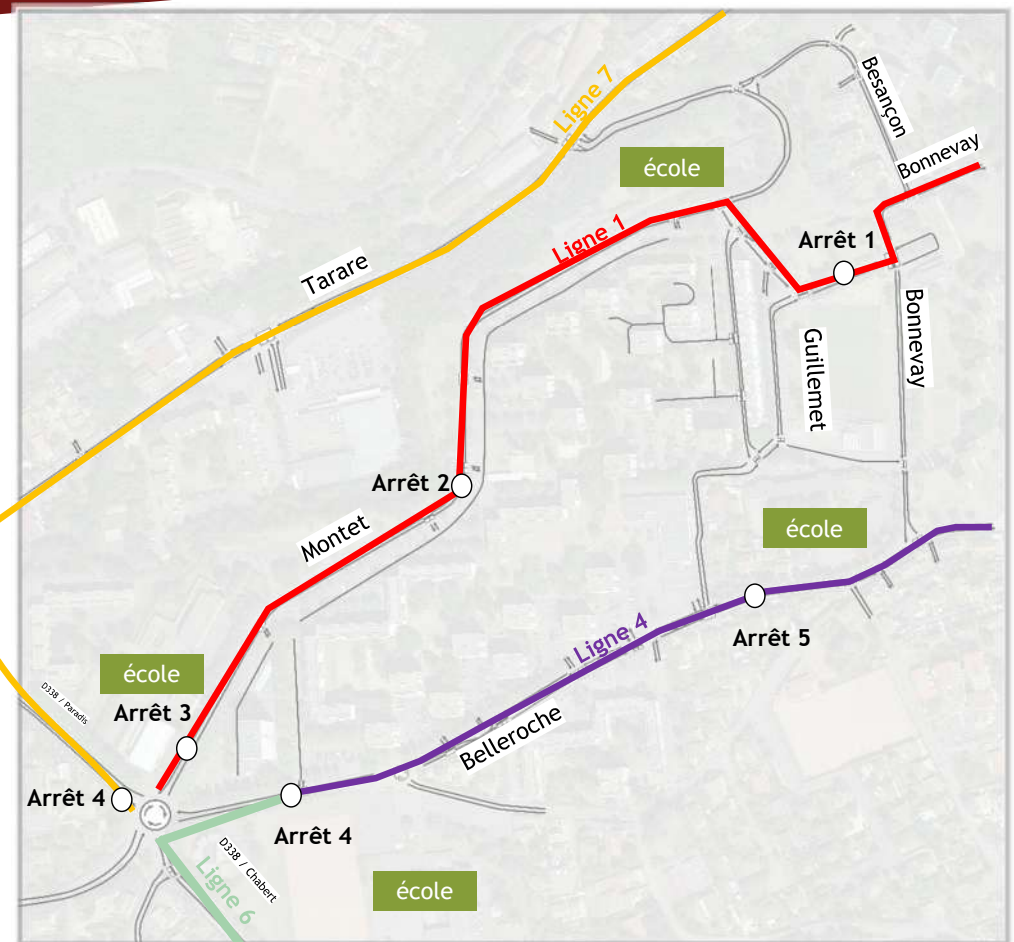 Ligne 7
Besançon
Bonnevay
école
Ligne 1
Arrêt 1
Tarare
Bonnevay
Guillemet
Arrêt 2
Montet
école
Ligne 4
Arrêt 5
école
D338 / Paradis
Arrêt 3
Belleroche
Arrêt 4
Arrêt 4
D338 / Chabert
Ligne 6
école